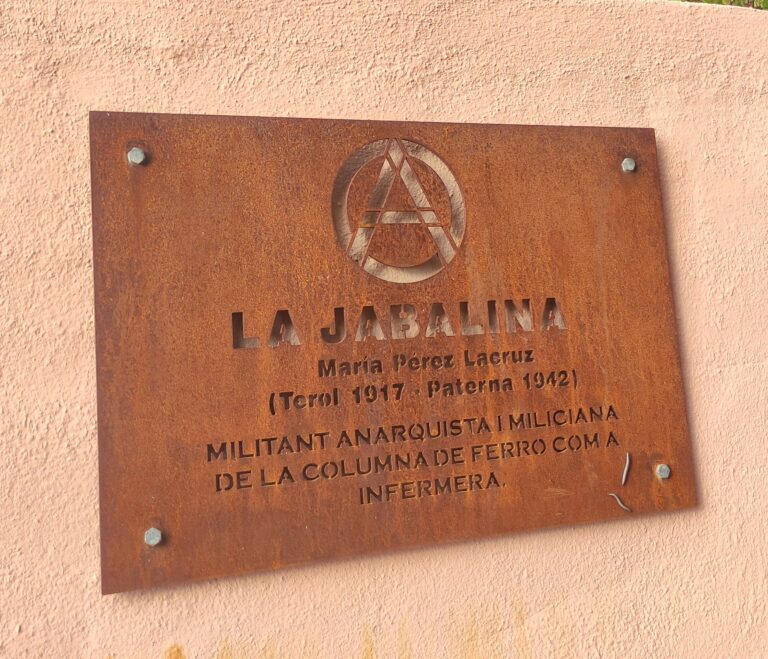 LA JABALINA
María Pérez Lacruz
(Terol 1917 - Paterna 1942)
MILITANT ANARQUISTA I MILICIANA
DE LA COLUMNA DE FERRO COM A
INFERMERA.